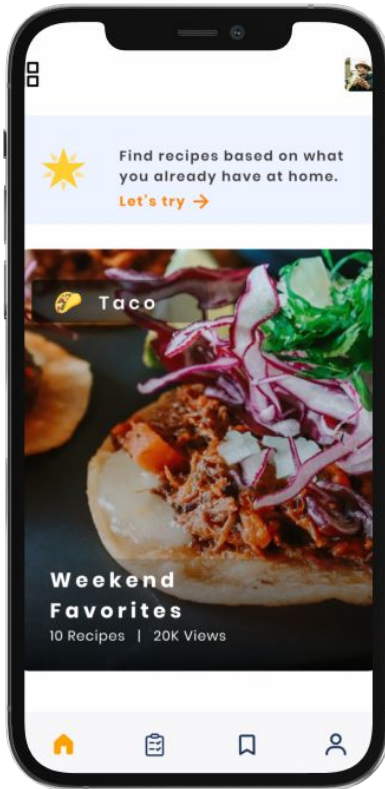 Find recipes based on what
you already have at home.
Let's try →
Taco
Weekend
Favorites
10 Recipes | 20K Views